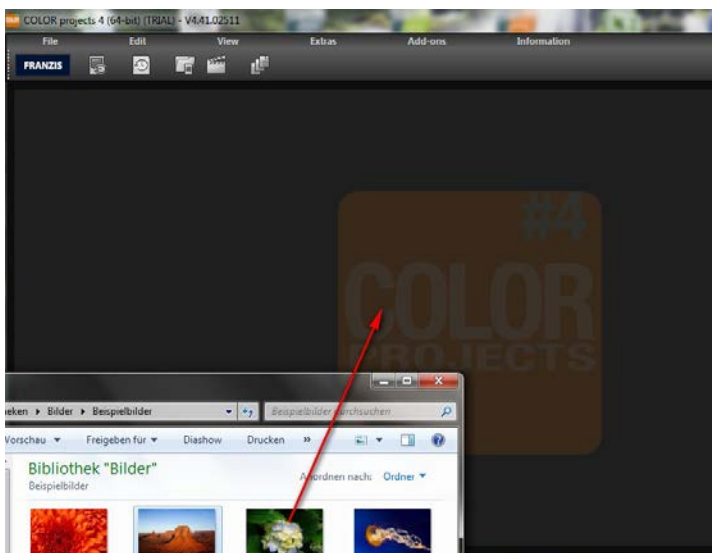 COLOR projects 4 (64-bit) (TRIAL) - V4.41.02511
File Edit View Extras Add-ons Information
FRANZIS
#4
COLOR
PROJECTS
eken ▸ Bilder ▸ Beispielbilder Beispielbilder durchsuchen
Vorschau Freigeben für Diashow Drucken »
Bibliothek "Bilder"
Beispielbilder Anordnen nach: Ordner